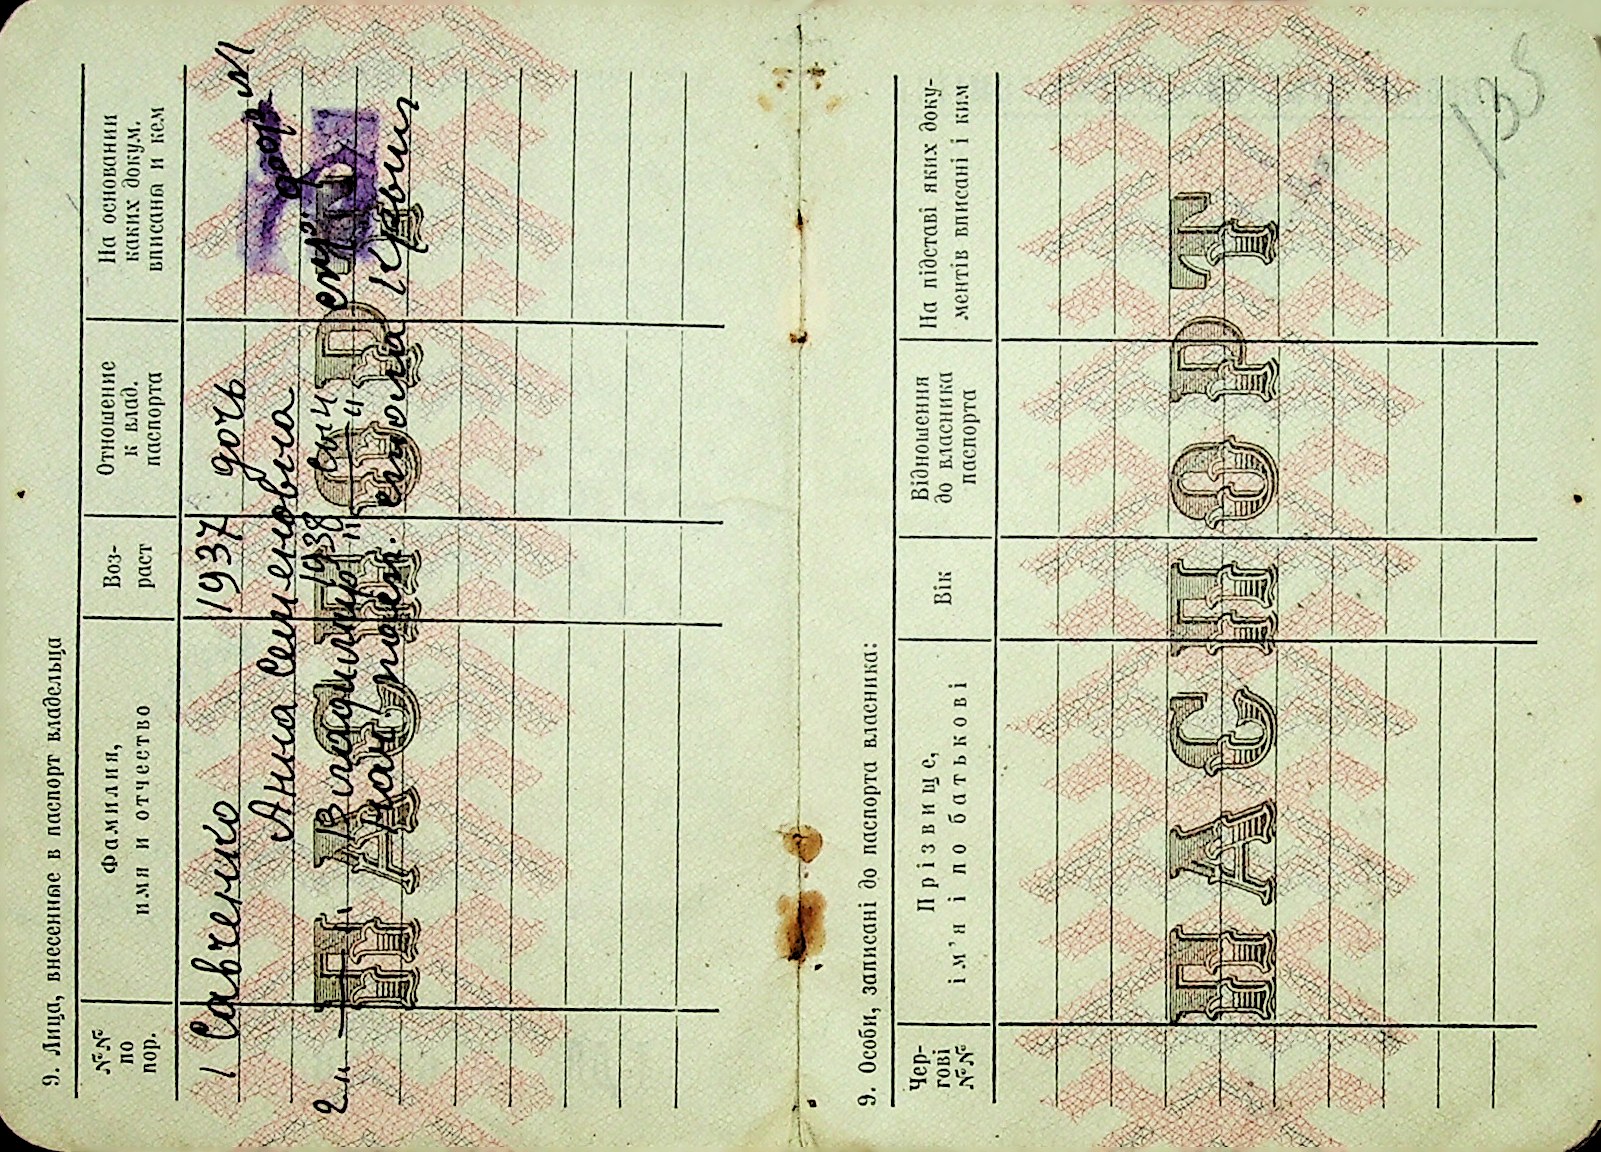 9. Лица, внесенные в паспорт владельца
№№
по
пор.
Фамилия,
имя и отчество
Воз-
раст
Отношение
к влад.
паспорта
На основании
каких докум.
вписаны и кем
1 Савченко 1937 дочь
Анна Семеновна
2 Владимир 1938 сын
ПАСПОРТ
9. Особи, записані до паспорта власника:
Чер-
гові
№№
Прізвище,
ім'я і по батькові
Вік
Відношення
до власника
паспорта
На підставі яких доку-
ментів вписані і ким
ПАСПОРТ
135